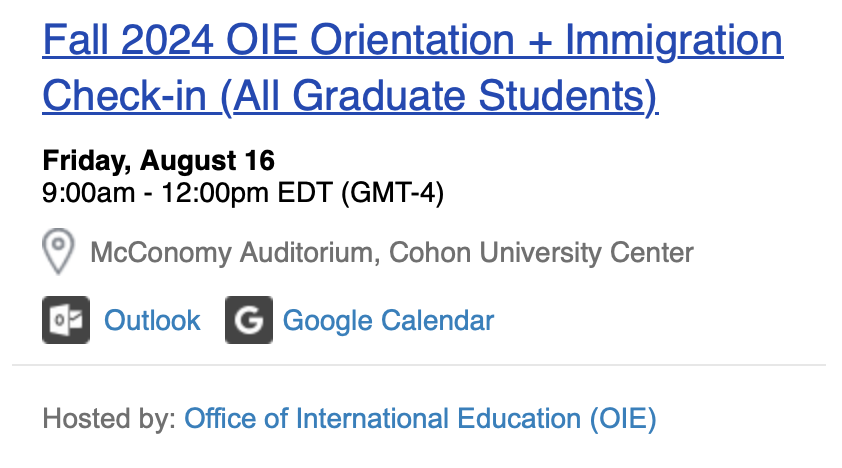 Fall 2024 OIE Orientation + Immigration
Check-in (All Graduate Students)
Friday, August 16
9:00am - 12:00pm EDT (GMT-4)
McConomy Auditorium, Cohon University Center
Outlook Google Calendar
Hosted by: Office of International Education (OIE)